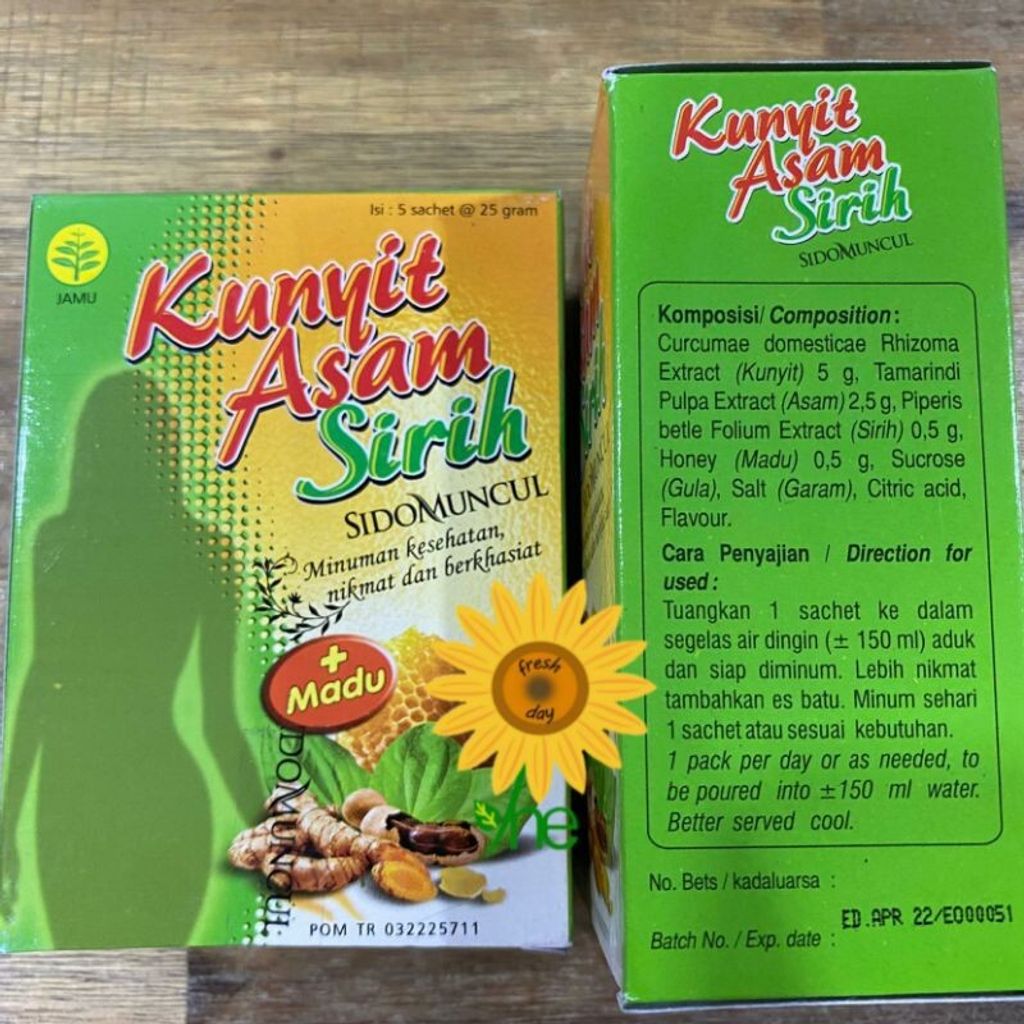 Isi : 5 sachet @ 25 gram
JAMU
Kunyit
Asam
Sirih
SIDOMUNCUL
Minuman kesehatan,
nikmat dan berkhasiat
+
Madu
SIDOMUNCUL
POM TR 032225711
fresh
day
Kunyit
Asam
Sirih
SIDOMUNCUL
Komposisi/ Composition :
Curcumae domesticae Rhizoma
Extract (Kunyit) 5 g, Tamarindi
Pulpa Extract (Asam) 2,5 g, Piperis
betle Folium Extract (Sirih) 0,5 g,
Honey (Madu) 0,5 g, Sucrose
(Gula), Salt (Garam), Citric acid,
Flavour.
Cara Penyajian / Direction for
used :
Tuangkan 1 sachet ke dalam
segelas air dingin (± 150 ml) aduk
dan siap diminum. Lebih nikmat
tambahkan es batu. Minum sehari
1 sachet atau sesuai kebutuhan.
1 pack per day or as needed, to
be poured into ±150 ml water.
Better served cool.
No. Bets / kadaluarsa :
ED.APR 22/E000051
Batch No. / Exp. date :